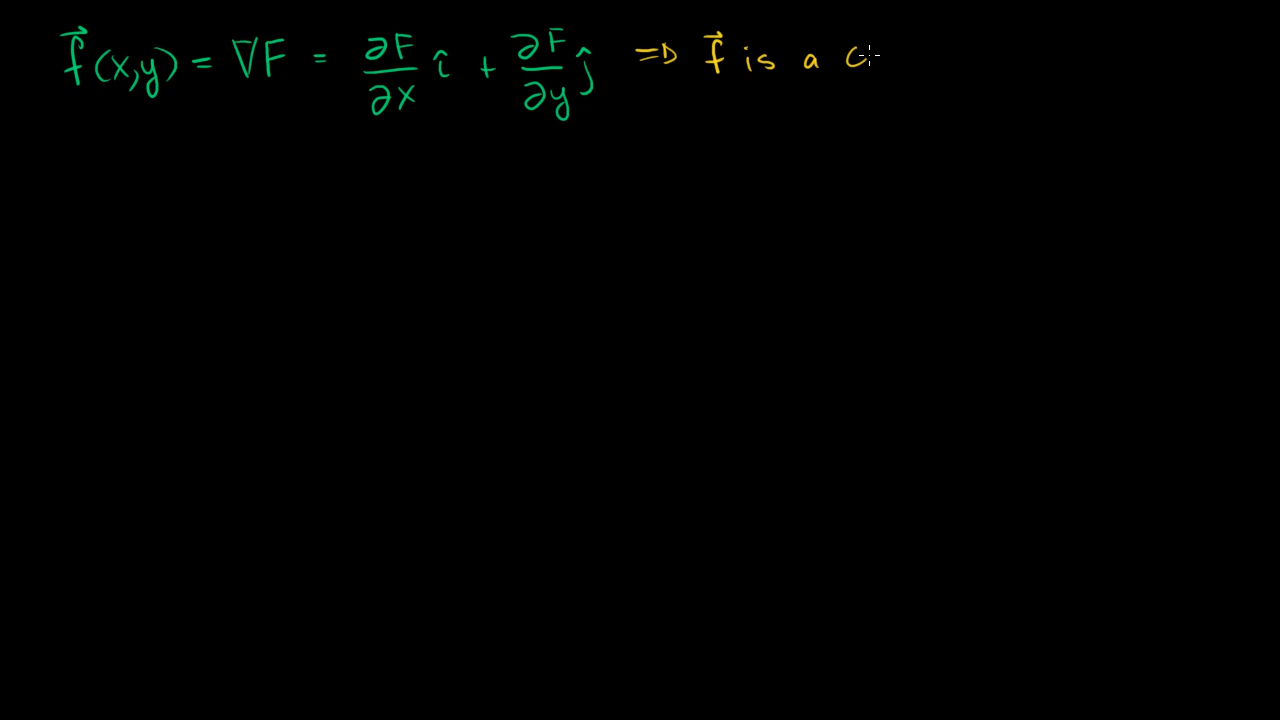 f⃗(x,y) = ∇F = ∂F/∂x î + ∂F/∂y ĵ ⇒ f⃗ is a c